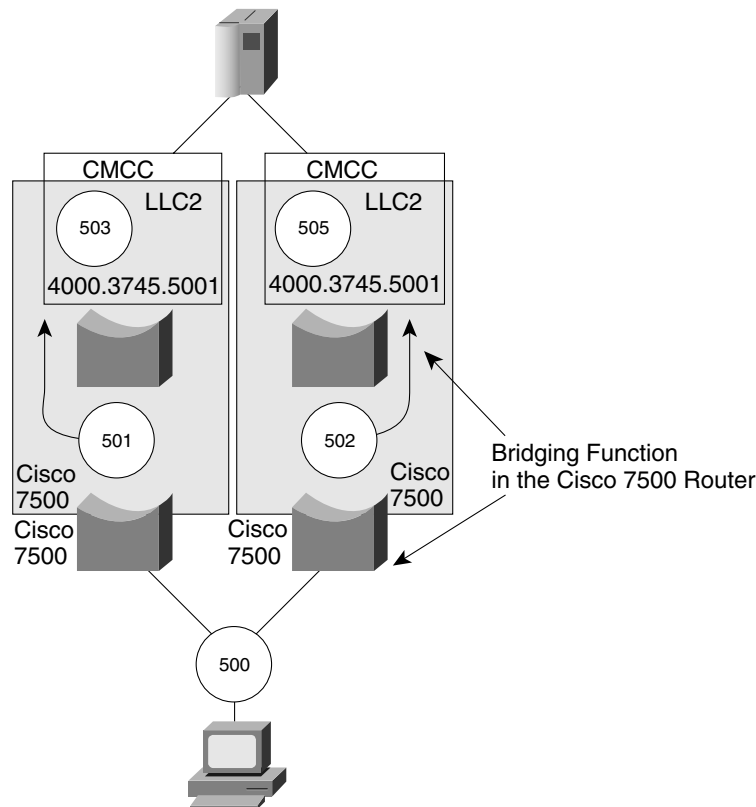 CMCC
CMCC
LLC2
LLC2
503
505
4000.3745.5001
4000.3745.5001
501
502
Bridging Function
in the Cisco 7500 Router
Cisco
7500
Cisco
7500
Cisco
7500
Cisco
7500
500